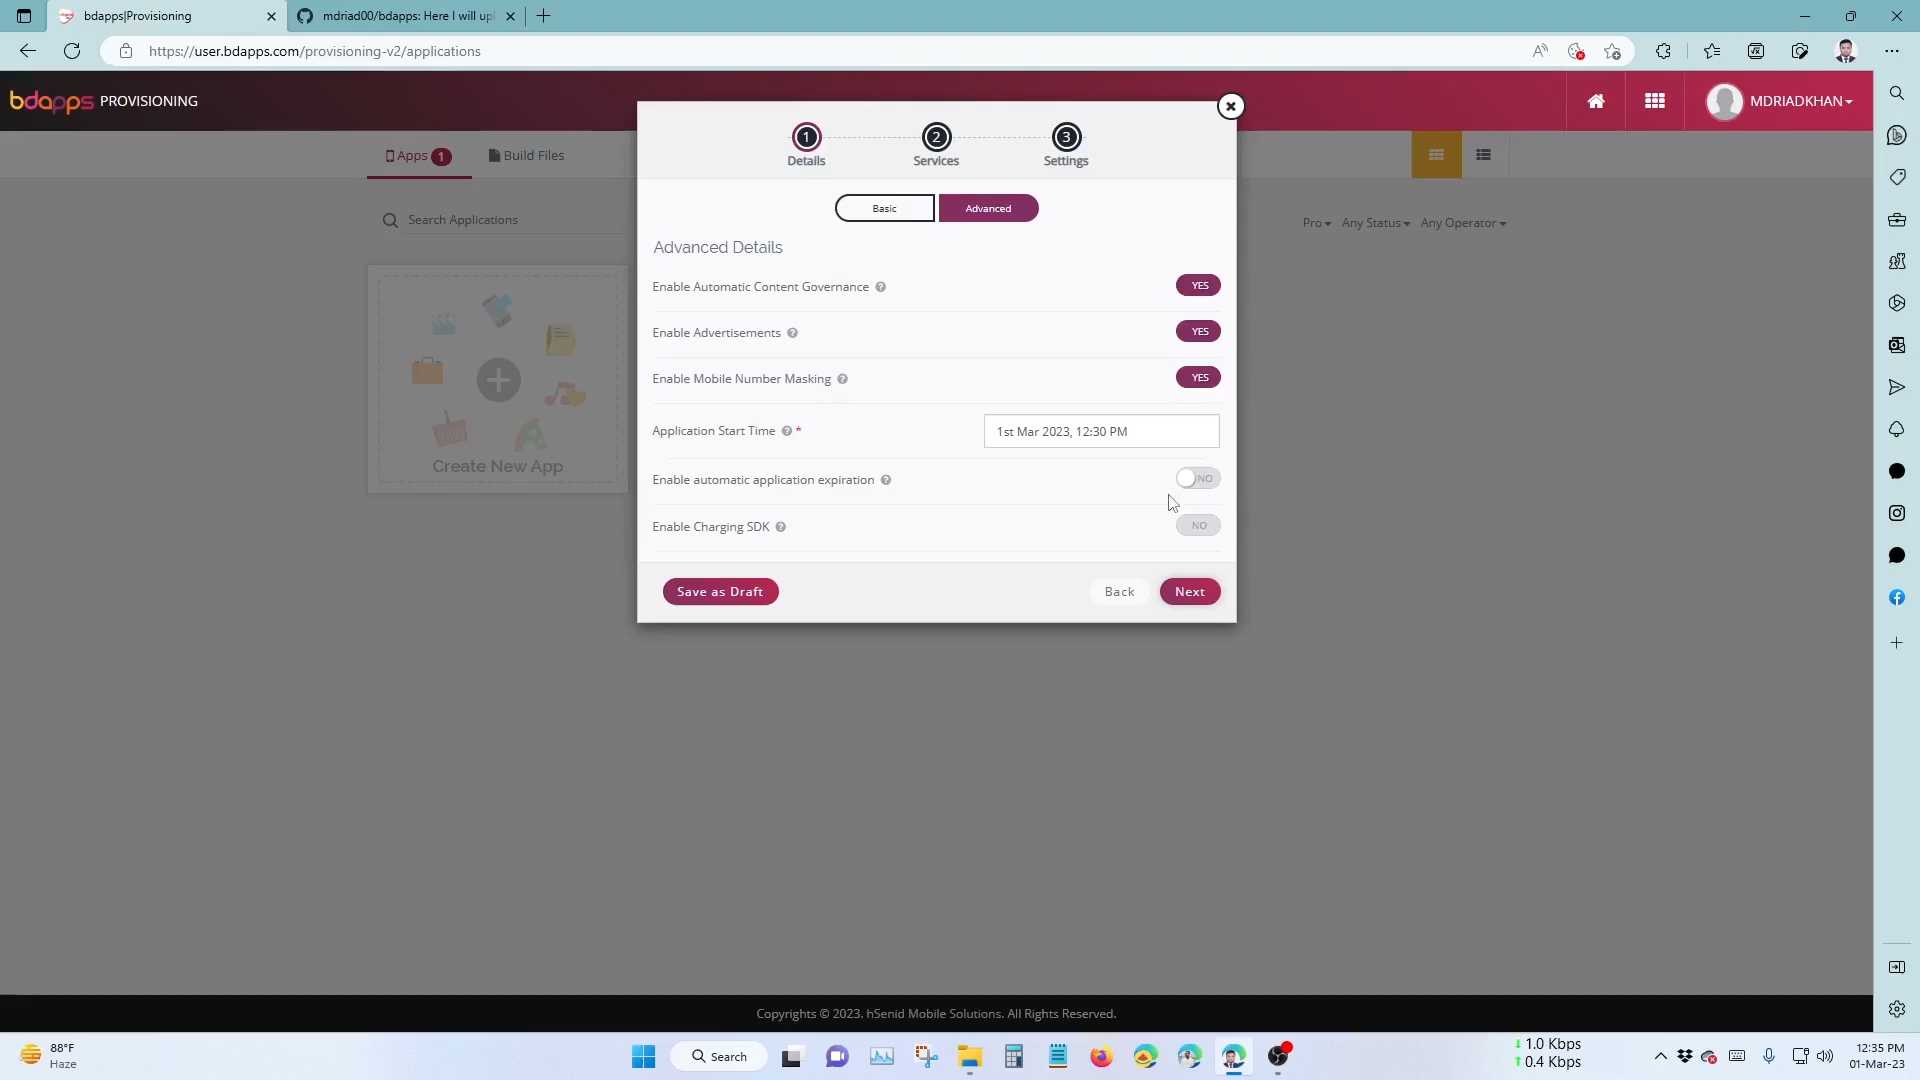 bdapps|Provisioning
mdriad00/bdapps: Here I will upl
https://user.bdapps.com/provisioning-v2/applications
bdapps PROVISIONING
MDRIADKHAN
Apps 1
Build Files
Search Applications
Pro
Any Status
Any Operator
Create New App
1
2
3
Details
Services
Settings
Basic
Advanced
Advanced Details
Enable Automatic Content Governance ?
YES
Enable Advertisements ?
YES
Enable Mobile Number Masking ?
YES
Application Start Time ? *
1st Mar 2023, 12:30 PM
Enable automatic application expiration ?
NO
Enable Charging SDK ?
NO
Save as Draft
Back
Next
Copyrights © 2023. hSenid Mobile Solutions. All Rights Reserved.
88°F
Haze
Search
1.0 Kbps
0.4 Kbps
12:35 PM
01-Mar-23